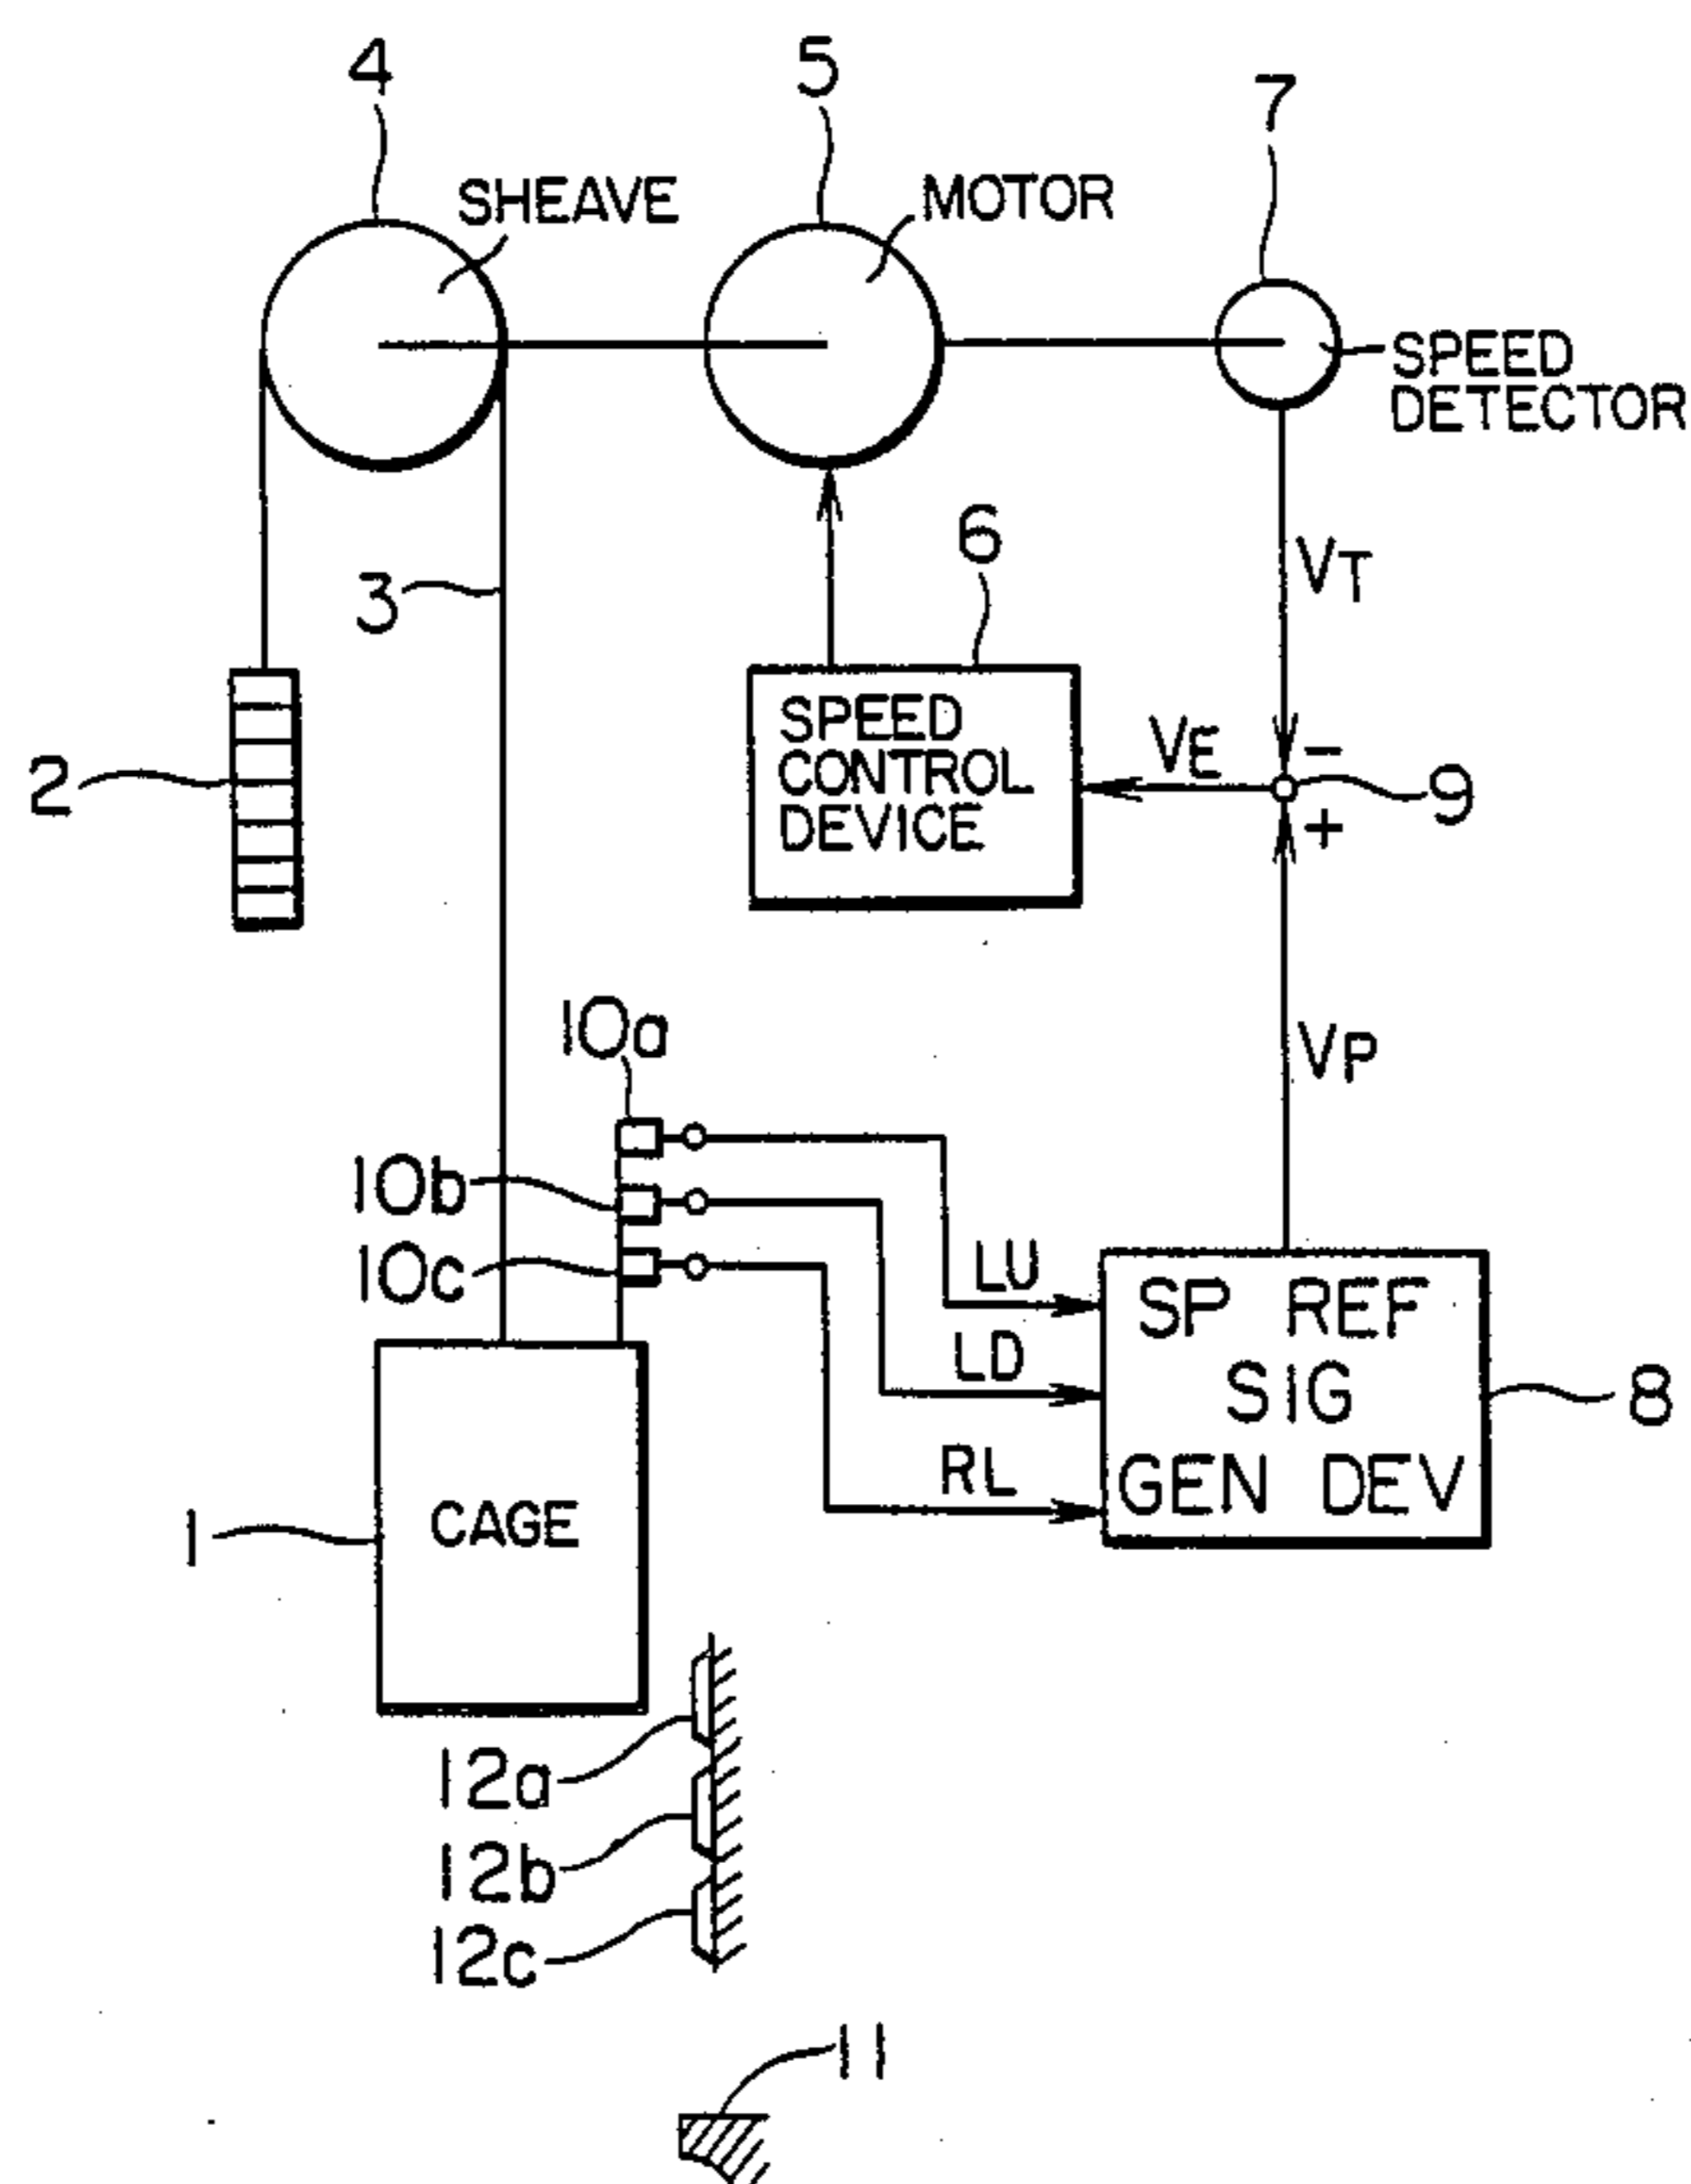 4
5
7
SHEAVE
MOTOR
SPEED
DETECTOR
6
3
VT
2
SPEED
CONTROL
DEVICE
VE
-
+
9
10a
VP
10b
10c
LU
LD
RL
SP REF
SIG
GEN DEV
8
1
CAGE
12a
12b
12c
11